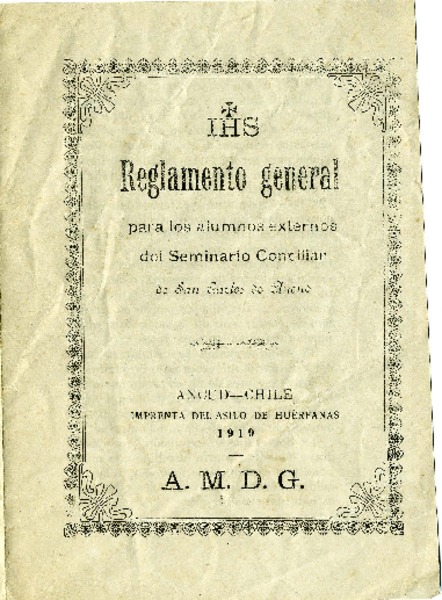 IHS
Reglamento general
para los alumnos externos
del Seminario Conciliar
de San Carlos de Ancud
ANCUD—CHILE
IMPRENTA DEL ASILO DE HUÉRFANAS
1919
A. M. D. G.